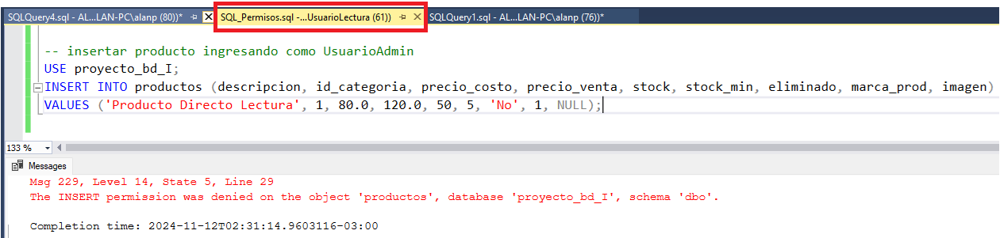 SQLQuery4.sql - AL...LAN-PC\alanp (80))*
SQL_Permisos.sql -...UsuarioLectura (61))
SQLQuery1.sql - AL...LAN-PC\alanp (76))*
-- insertar producto ingresando como UsuarioAdmin
USE proyecto_bd_I;
INSERT INTO productos (descripcion, id_categoria, precio_costo, precio_venta, stock, stock_min, eliminado, marca_prod, imagen)
VALUES ('Producto Directo Lectura', 1, 80.0, 120.0, 50, 5, 'No', 1, NULL);
133 %
Messages
Msg 229, Level 14, State 5, Line 29
The INSERT permission was denied on the object 'productos', database 'proyecto_bd_I', schema 'dbo'.
Completion time: 2024-11-12T02:31:14.9603116-03:00